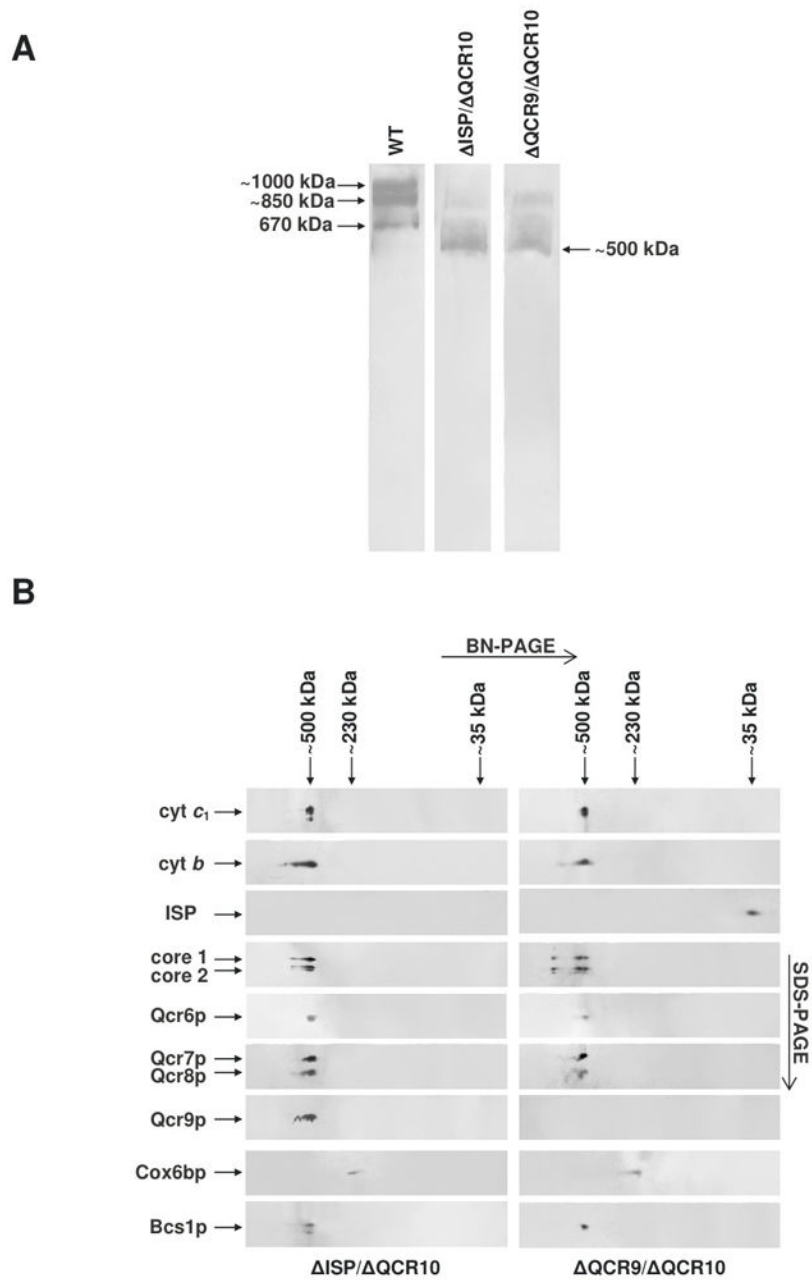 A
WT
ΔISP/ΔQCR10
ΔQCR9/ΔQCR10
~1000 kDa
~850 kDa
670 kDa
~500 kDa
B
BN-PAGE
~500 kDa
~230 kDa
~35 kDa
~500 kDa
~230 kDa
~35 kDa
cyt c₁
cyt b
ISP
core 1
core 2
Qcr6p
Qcr7p
Qcr8p
Qcr9p
Cox6bp
Bcs1p
SDS-PAGE
ΔISP/ΔQCR10
ΔQCR9/ΔQCR10